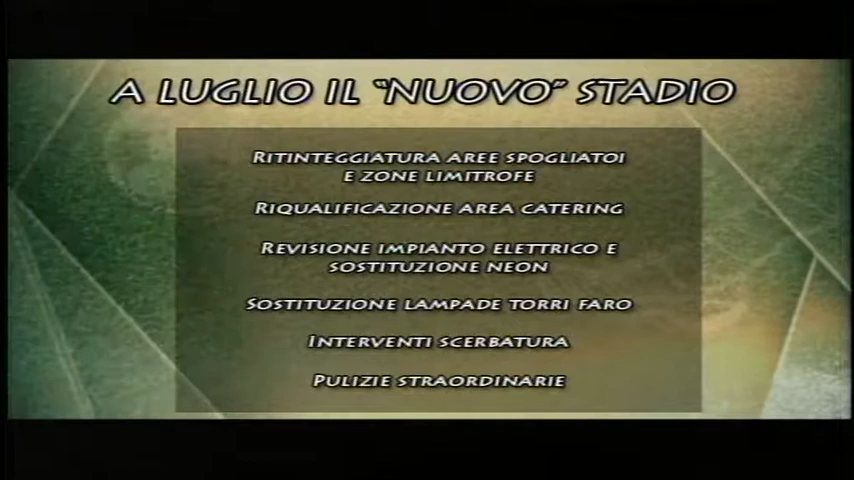 A LUGLIO IL "NUOVO" STADIO
RITINTEGGIATURA AREE SPOGLIATOI
E ZONE LIMITROFE
RIQUALIFICAZIONE AREA CATERING
REVISIONE IMPIANTO ELETTRICO E
SOSTITUZIONE NEON
SOSTITUZIONE LAMPADE TORRI FARO
INTERVENTI SCERBATURA
PULIZIE STRAORDINARIE